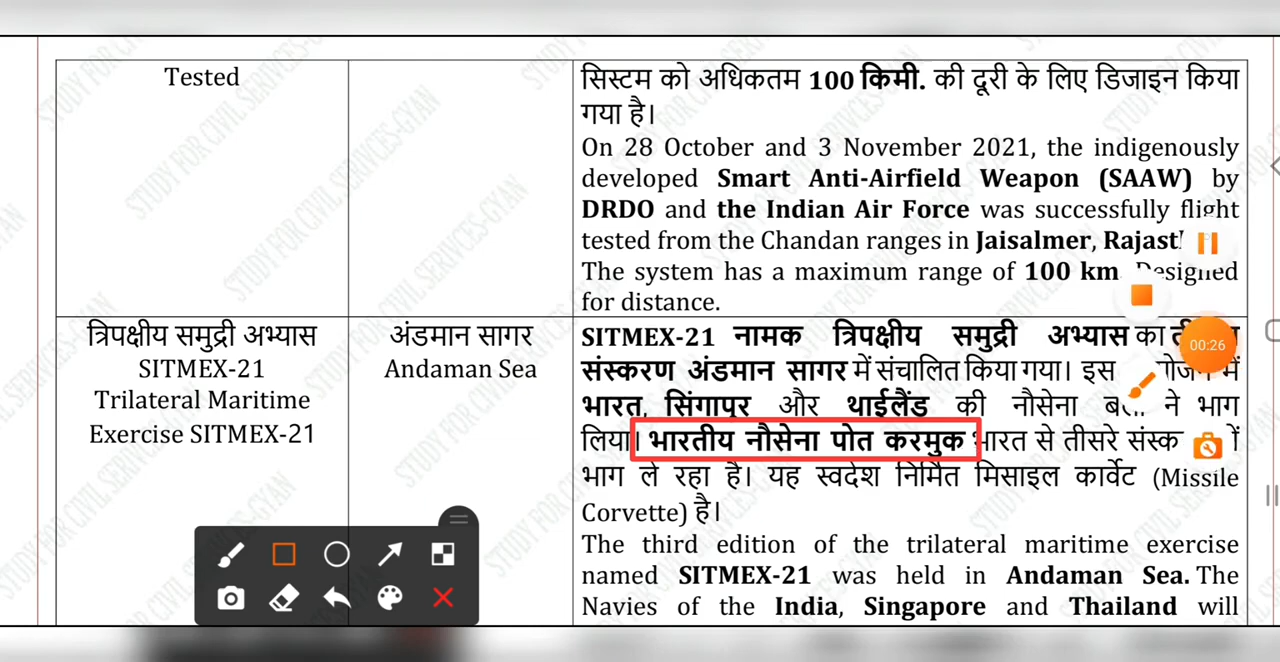 Tested
सिस्टम को अधिकतम 100 किमी. की दूरी के लिए डिजाइन किया
गया है।
On 28 October and 3 November 2021, the indigenously
developed Smart Anti-Airfield Weapon (SAAW) by
DRDO and the Indian Air Force was successfully flight
tested from the Chandan ranges in Jaisalmer,
The system has a maximum range of 100 km. Designed
for distance.
त्रिपक्षीय समुद्री अभ्यास
SITMEX-21
Trilateral Maritime
Exercise SITMEX-21
अंडमान सागर
Andaman Sea
SITMEX-21 नामक त्रिपक्षीय समुद्री अभ्यास का
संस्करण अंडमान सागर में संचालित किया गया। इस में
भारत, सिंगापुर और थाईलैंड की नौसेना ने भाग
लिया। भारतीय नौसेना पोत करमुक भारत से तीसरे
भाग ले रहा है। यह स्वदेश निर्मित मिसाइल कार्वेट (Missile
Corvette) है।
The third edition of the trilateral maritime exercise
named SITMEX-21 was held in Andaman Sea. The
Navies of the India, Singapore and Thailand will
00:26
STUDY FOR CIVIL SERIVCES-GYAN